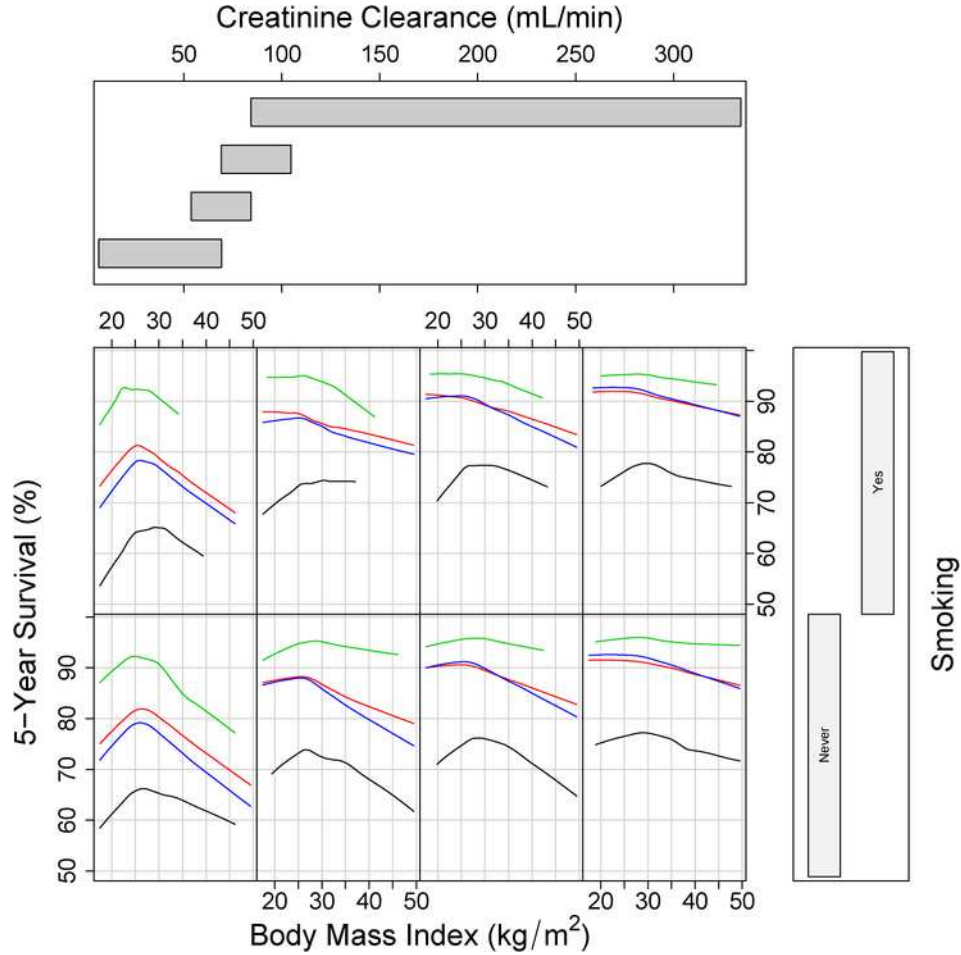 Creatinine Clearance (mL/min)
50 100 150 200 250 300
20 30 40 50 20 30 40 50
90
80
70
60
50
90
80
70
60
50
5−Year Survival (%)
Yes
Never
Smoking
20 30 40 50 20 30 40 50
Body Mass Index (kg/m²)